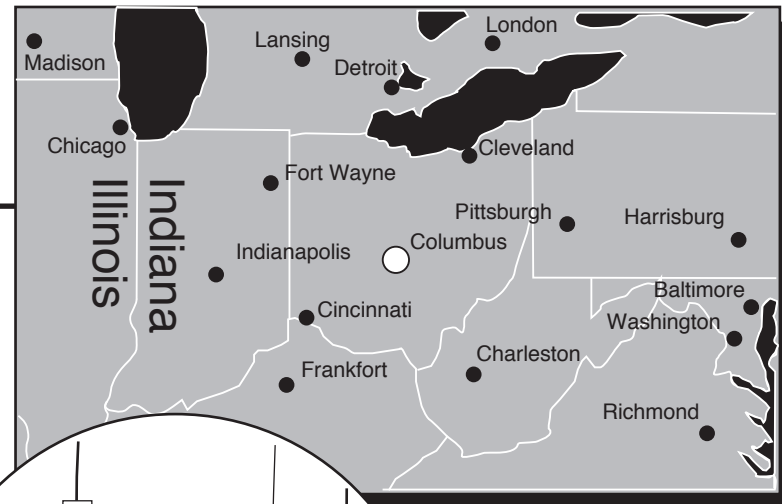 London
Lansing
Madison
Detroit
Chicago
Cleveland
Fort Wayne
Illinois
Indiana
Pittsburgh
Harrisburg
Columbus
Indianapolis
Baltimore
Cincinnati
Washington
Charleston
Frankfort
Richmond